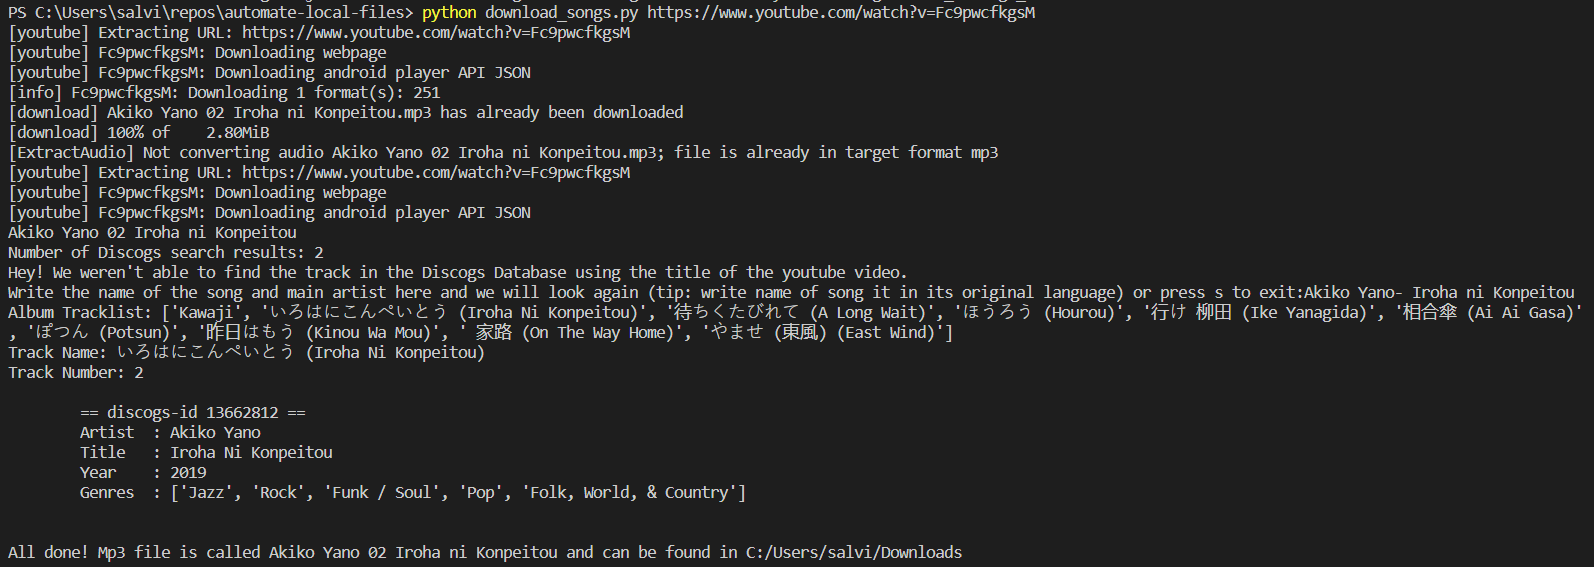 PS C:\Users\salvi\repos\automate-local-files> python download_songs.py https://www.youtube.com/watch?v=Fc9pwcfkgsM
[youtube] Extracting URL: https://www.youtube.com/watch?v=Fc9pwcfkgsM
[youtube] Fc9pwcfkgsM: Downloading webpage
[youtube] Fc9pwcfkgsM: Downloading android player API JSON
[info] Fc9pwcfkgsM: Downloading 1 format(s): 251
[download] Akiko Yano 02 Iroha ni Konpeitou.mp3 has already been downloaded
[download] 100% of    2.80MiB
[ExtractAudio] Not converting audio Akiko Yano 02 Iroha ni Konpeitou.mp3; file is already in target format mp3
[youtube] Extracting URL: https://www.youtube.com/watch?v=Fc9pwcfkgsM
[youtube] Fc9pwcfkgsM: Downloading webpage
[youtube] Fc9pwcfkgsM: Downloading android player API JSON
Akiko Yano 02 Iroha ni Konpeitou
Number of Discogs search results: 2
Hey! We weren't able to find the track in the Discogs Database using the title of the youtube video.
Write the name of the song and main artist here and we will look again (tip: write name of song it in its original language) or press s to exit:Akiko Yano- Iroha ni Konpeitou
Album Tracklist: ['Kawaji', 'いろはにこんぺいとう (Iroha Ni Konpeitou)', '待ちくたびれて (A Long Wait)', 'ほうろう (Hourou)', '行け 柳田 (Ike Yanagida)', '相合傘 (Ai Ai Gasa)'
, 'ぽつん (Potsun)', '昨日はもう (Kinou Wa Mou)', ' 家路 (On The Way Home)', 'やませ (東風) (East Wind)']
Track Name: いろはにこんぺいとう (Iroha Ni Konpeitou)
Track Number: 2
== discogs-id 13662812 ==
Artist  : Akiko Yano
Title   : Iroha Ni Konpeitou
Year    : 2019
Genres  : ['Jazz', 'Rock', 'Funk / Soul', 'Pop', 'Folk, World, & Country']
All done! Mp3 file is called Akiko Yano 02 Iroha ni Konpeitou and can be found in C:/Users/salvi/Downloads